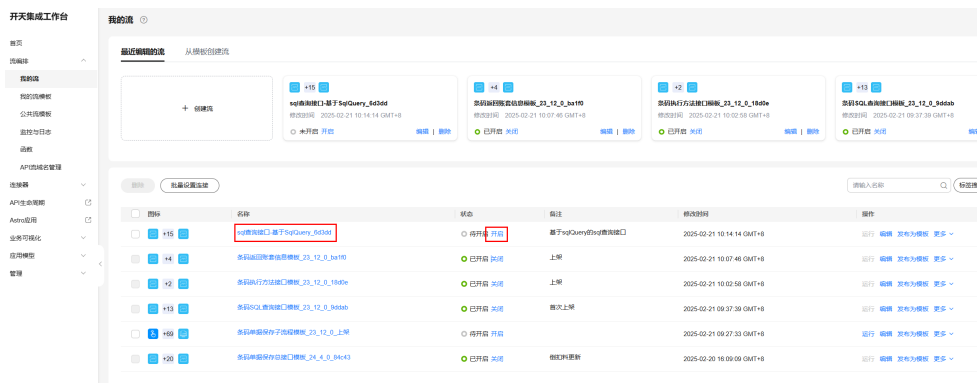 开天集成工作台
首页
流编排
我的流
我的流模板
公共流模板
监控与日志
函数
API流域名管理
连接器
API生命周期
Astro应用
业务可视化
应用模型
管理
我的流
最近编辑的流 从模板创建流
+ 创建流
+15
sql查询接口-基于SqlQuery_6d3dd
修改时间 2025-02-21 10:14:14 GMT+8
未开启 开启 编辑 | 删除
+4
条码返回账套信息模板_23_12_0_ba1f0
修改时间 2025-02-21 10:07:46 GMT+8
已开启 关闭 编辑 | 删除
+2
条码执行方法接口模板_23_12_0_18d0e
修改时间 2025-02-21 10:02:58 GMT+8
已开启 关闭 编辑 | 删除
+13
条码SQL查询接口模板_23_12_0_9ddab
修改时间 2025-02-21 09:37:39 GMT+8
已开启 关闭
删除 批量设置连接 请输入名称
图标 名称 状态 备注 修改时间 操作
+15 sql查询接口-基于SqlQuery_6d3dd 待开启 开启 基于sqlQuery的sql查询接口 2025-02-21 10:14:14 GMT+8 运行 编辑 发布为模板 更多
+4 条码返回账套信息模板_23_12_0_ba1f0 已开启 关闭 上架 2025-02-21 10:07:46 GMT+8 运行 编辑 发布为模板 更多
+2 条码执行方法接口模板_23_12_0_18d0e 已开启 关闭 上架 2025-02-21 10:02:58 GMT+8 运行 编辑 发布为模板 更多
+13 条码SQL查询接口模板_23_12_0_9ddab 已开启 关闭 首次上架 2025-02-21 09:37:39 GMT+8 运行 编辑 发布为模板 更多
+69 条码单据保存子流程模板_23_12_0_上架 待开启 开启 2025-02-21 09:27:33 GMT+8 运行 编辑 发布为模板 更多
+20 条码单据保存总接口模板_24_4_0_84c43 已开启 关闭 倒扣料更新 2025-02-20 16:09:09 GMT+8 运行 编辑 发布为模板 更多